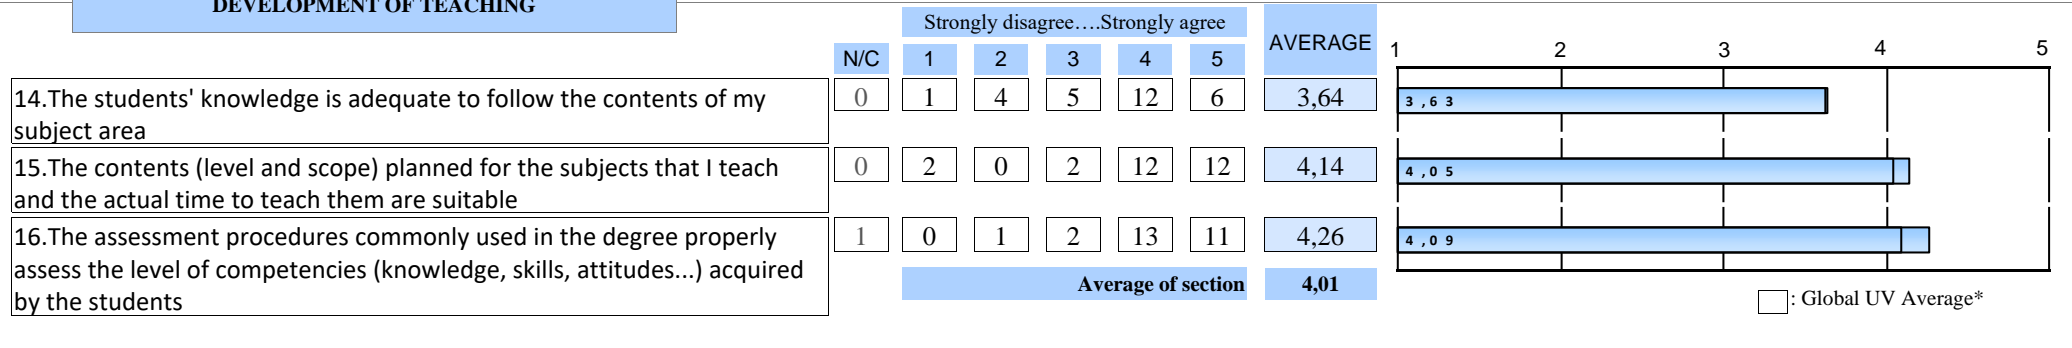 DEVELOPMENT OF TEACHING
Strongly disagree....Strongly agree
AVERAGE
N/C 1 2 3 4 5
1 2 3 4 5
14.The students' knowledge is adequate to follow the contents of my
subject area
0 1 4 5 12 6 3,64
3,63
15.The contents (level and scope) planned for the subjects that I teach
and the actual time to teach them are suitable
0 2 0 2 12 12 4,14
4,05
16.The assessment procedures commonly used in the degree properly
assess the level of competencies (knowledge, skills, attitudes...) acquired
by the students
1 0 1 2 13 11 4,26
4,09
Average of section 4,01
: Global UV Average*